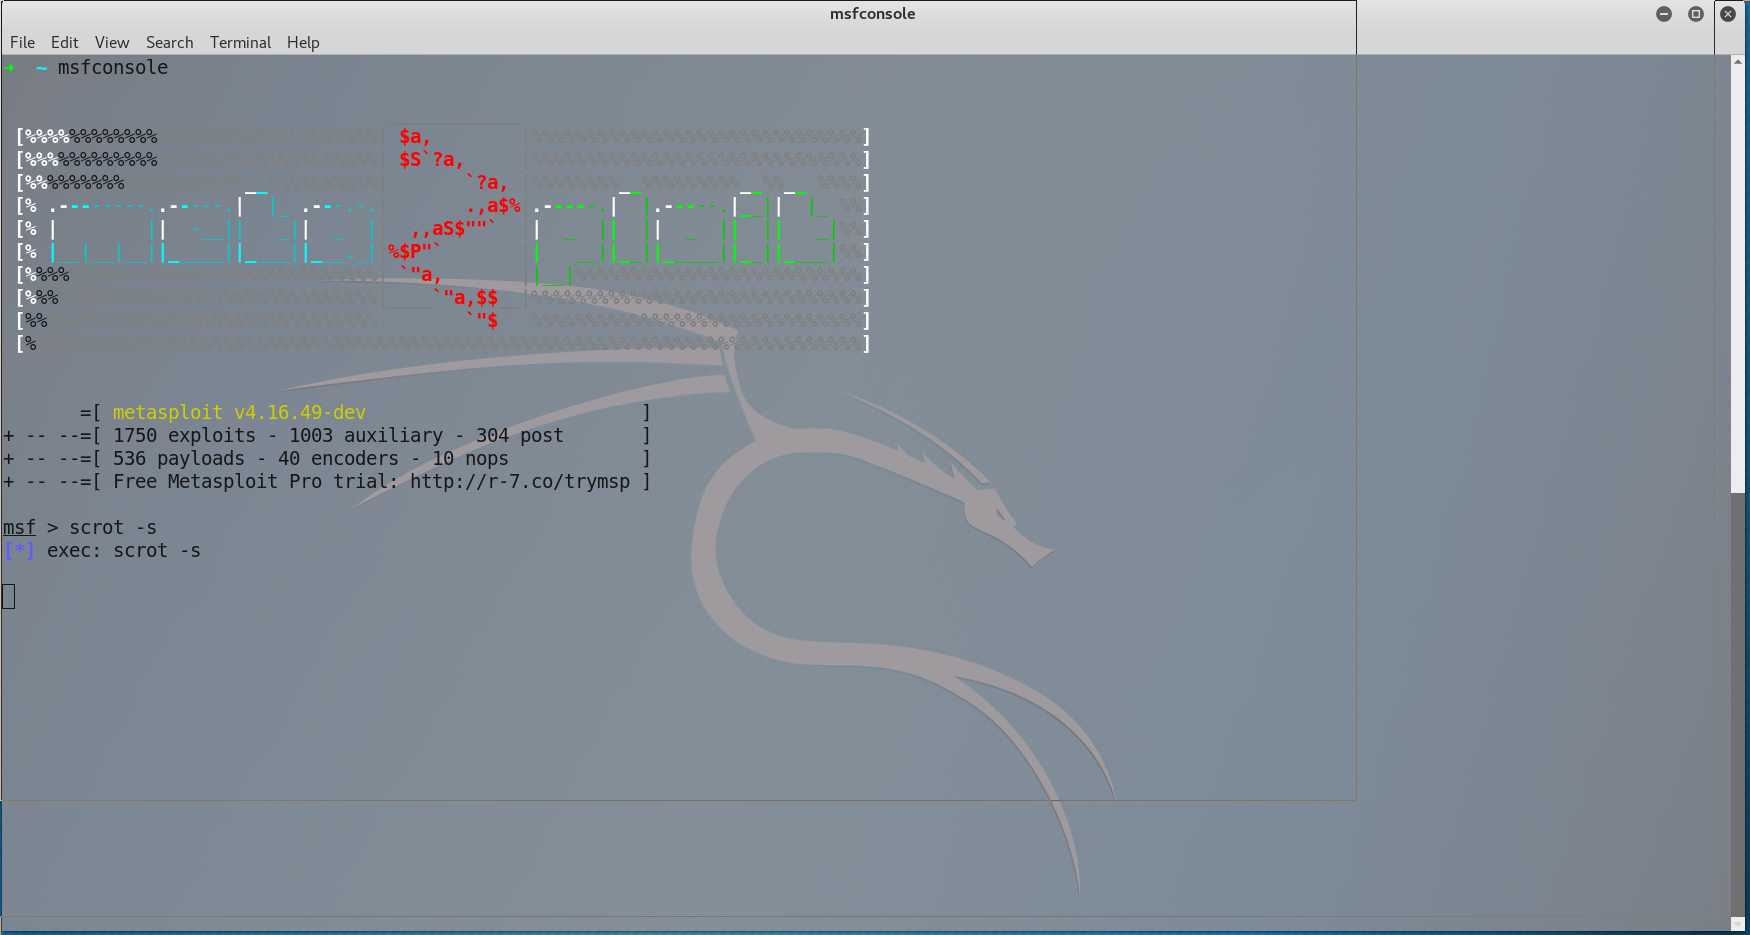 msfconsole
File Edit View Search Terminal Help
➜ ~ msfconsole
=[ metasploit v4.16.49-dev ]
+ -- --=[ 1750 exploits - 1003 auxiliary - 304 post ]
+ -- --=[ 536 payloads - 40 encoders - 10 nops ]
+ -- --=[ Free Metasploit Pro trial: http://r-7.co/trymsp ]
msf > scrot -s
[*] exec: scrot -s